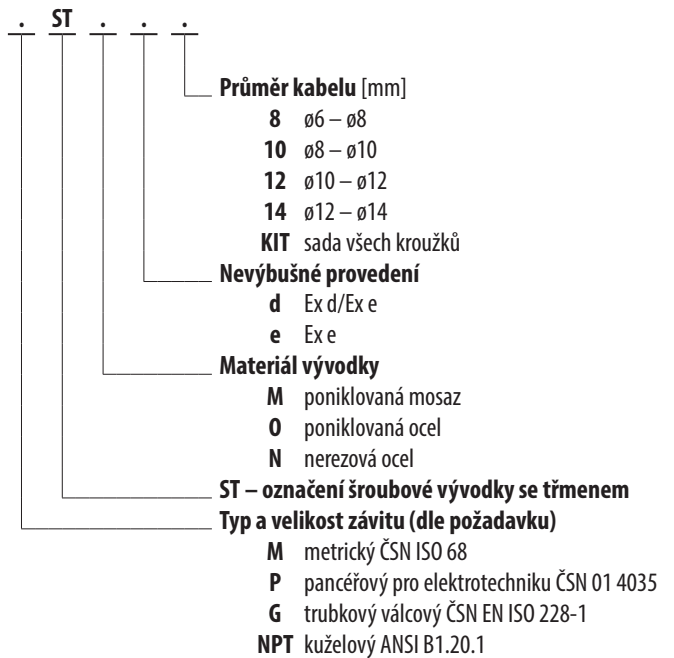 . ST . . .
Průměr kabelu [mm]
8 ø6 – ø8
10 ø8 – ø10
12 ø10 – ø12
14 ø12 – ø14
KIT sada všech kroužků
Nevýbušné provedení
d Ex d/Ex e
e Ex e
Materiál vývodky
M poniklovaná mosaz
O poniklovaná ocel
N nerezová ocel
ST – označení šroubové vývodky se třmenem
Typ a velikost závitu (dle požadavku)
M metrický ČSN ISO 68
P pancéřový pro elektrotechniku ČSN 01 4035
G trubkový válcový ČSN EN ISO 228-1
NPT kuželový ANSI B1.20.1